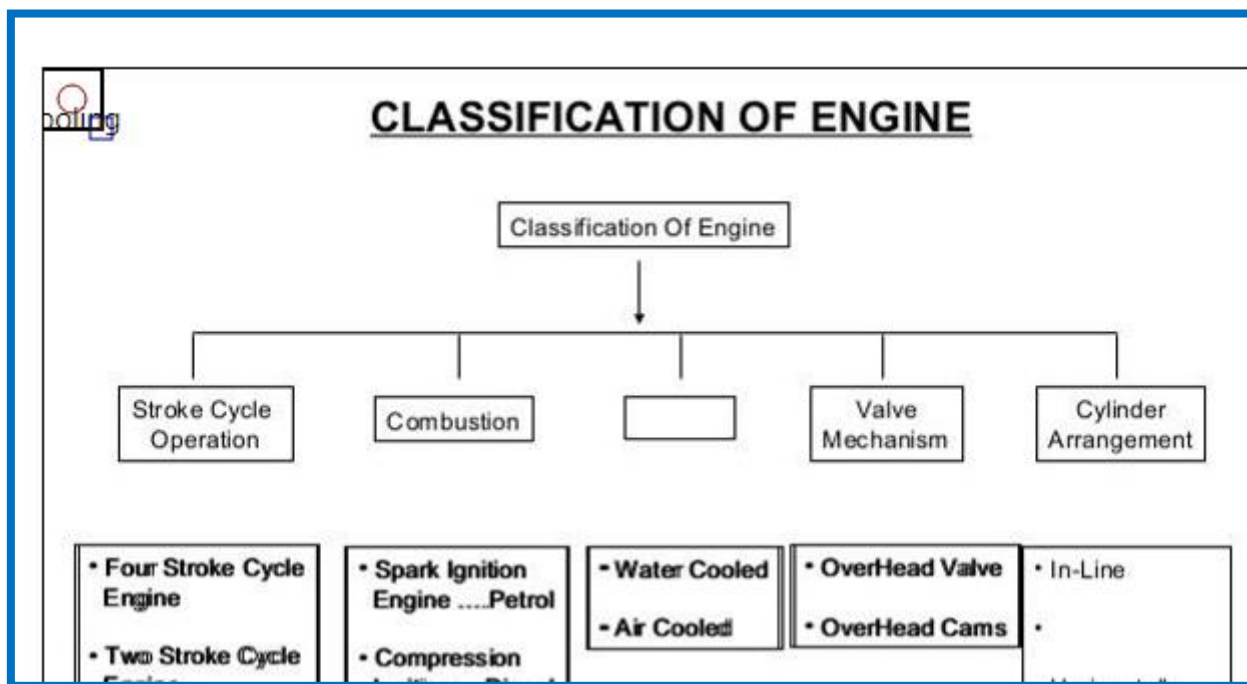 ooling
CLASSIFICATION OF ENGINE
Classification Of Engine
Stroke Cycle
Operation
Combustion
Valve
Mechanism
Cylinder
Arrangement
• Four Stroke Cycle
Engine
• Two Stroke Cycle
• Spark Ignition
Engine ....Petrol
• Compression
- Water Cooled
- Air Cooled
• OverHead Valve
• OverHead Cams
• In-Line
•